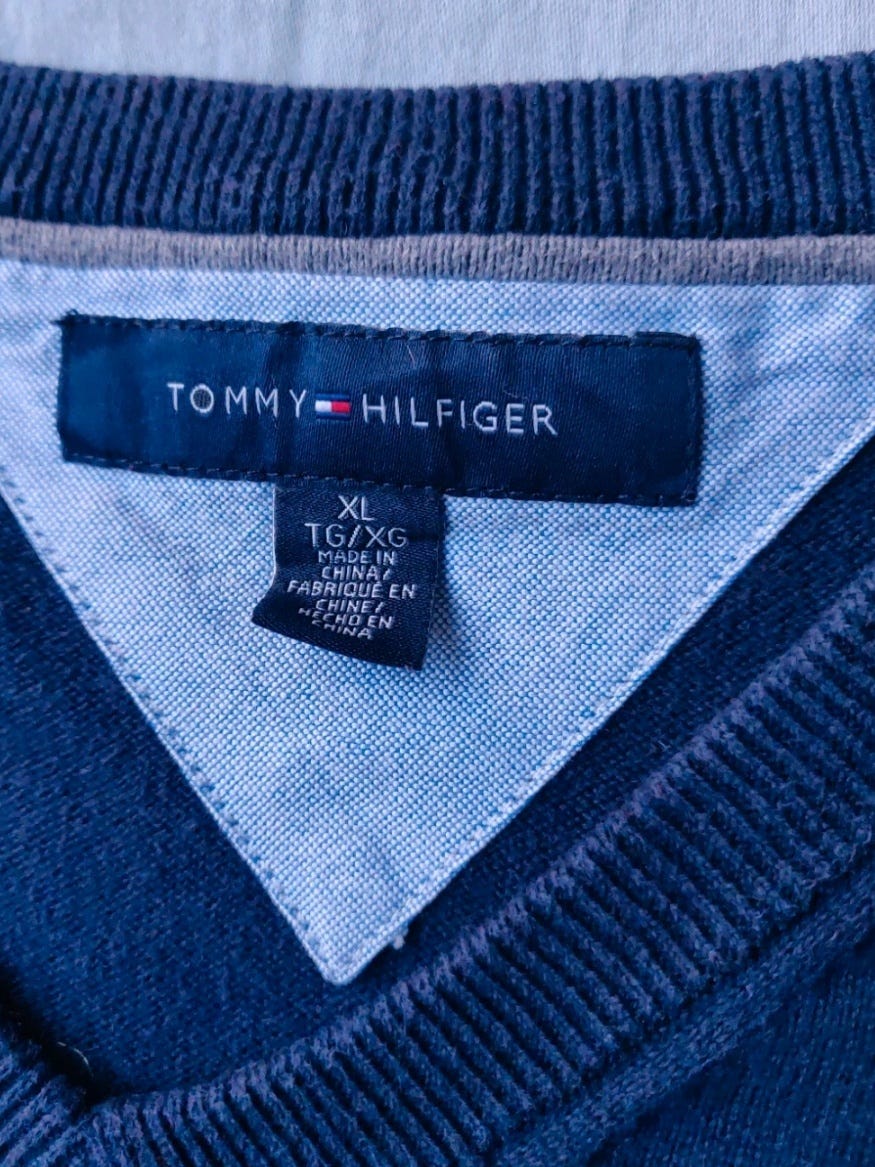 TOMMY HILFIGER
XL
TG/XG
MADE IN
CHINA/
FABRIQUÉ EN
CHINE/
HECHO EN
CHINA